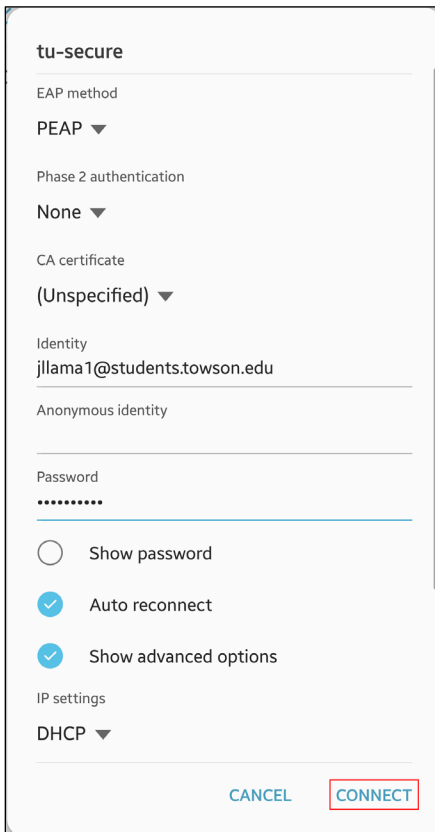 tu-secure
EAP method
PEAP
Phase 2 authentication
None
CA certificate
(Unspecified)
Identity
jllama1@students.towson.edu
Anonymous identity
Password
••••••••••
Show password
Auto reconnect
Show advanced options
IP settings
DHCP
CANCEL CONNECT